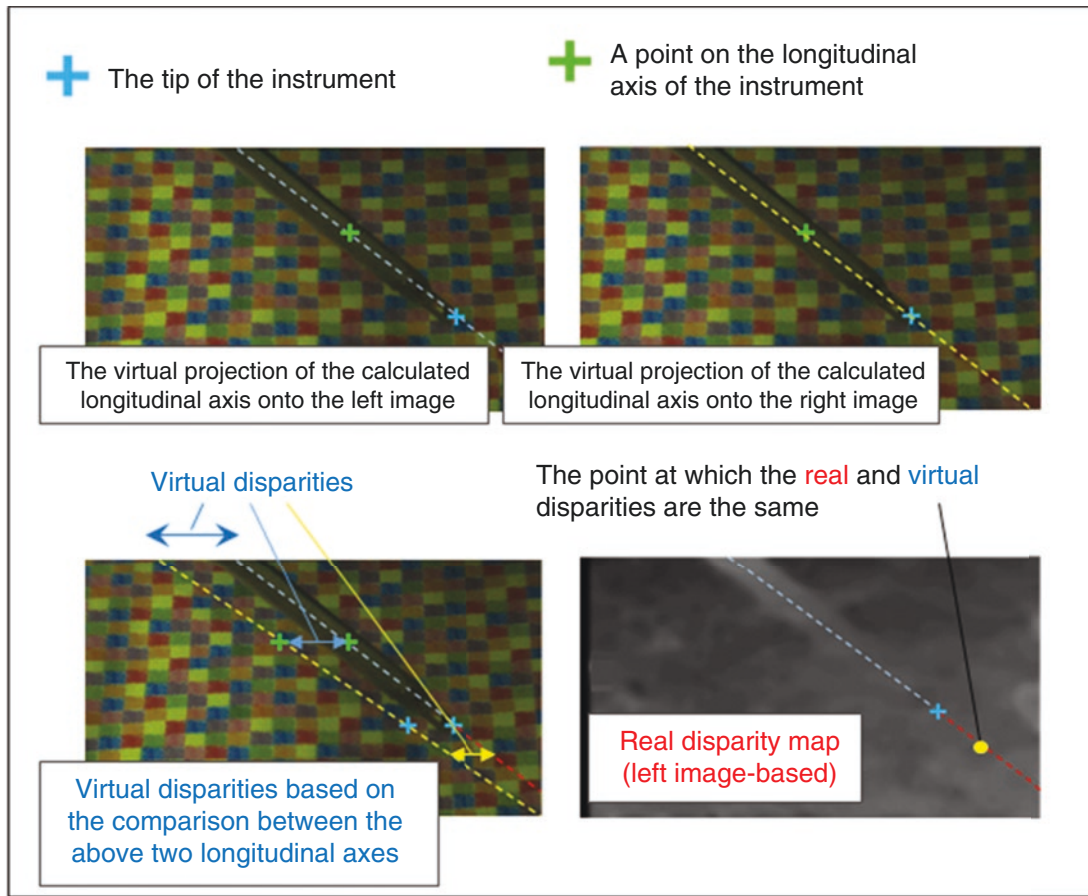 The tip of the instrument
A point on the longitudinal
axis of the instrument
The virtual projection of the calculated
longitudinal axis onto the left image
The virtual projection of the calculated
longitudinal axis onto the right image
Virtual disparities
The point at which the real and virtual
disparities are the same
Virtual disparities based on
the comparison between the
above two longitudinal axes
Real disparity map
(left image-based)